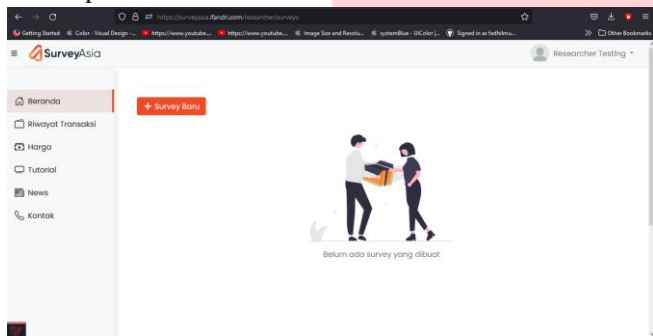 https://surveyasia.ifandri.com/researcher/surveys
Getting Started
Color - Visual Design -...
https://www.youtube...
https://www.youtube...
Image Size and Resolu...
systemBlue - UIColor |...
Signed in as fadhilmu...
Other Bookmarks
SurveyAsia
Researcher Testing
Beranda
+ Survey Baru
Riwayat Transaksi
Harga
Tutorial
News
Kontak
Belum ada survey yang dibuat